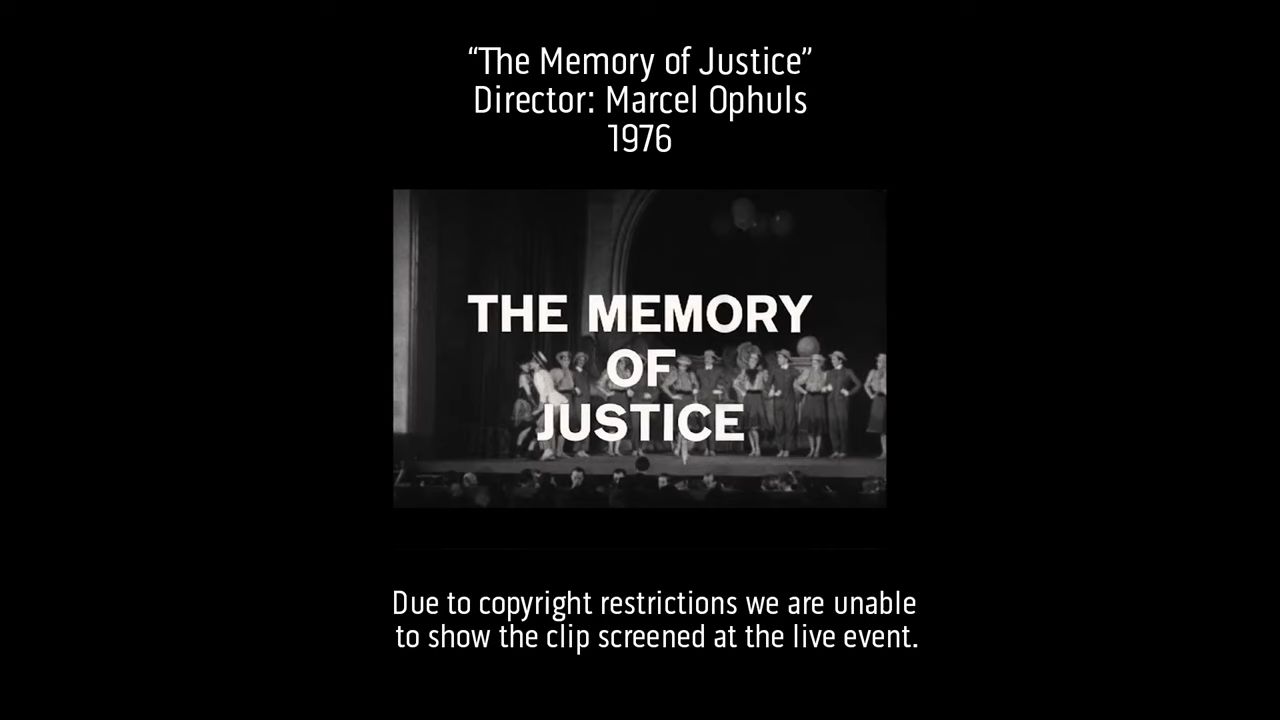 “The Memory of Justice”
Director: Marcel Ophuls
1976
THE MEMORY
OF
JUSTICE
Due to copyright restrictions we are unable
to show the clip screened at the live event.